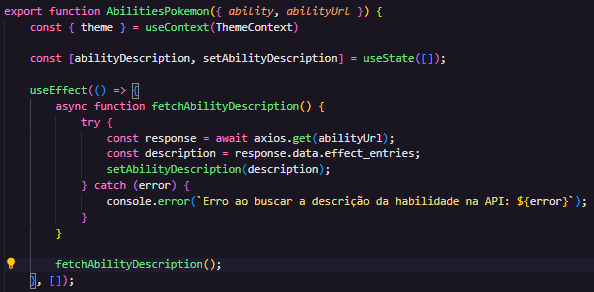 export function AbilitiesPokemon({ ability, abilityUrl }) {
const { theme } = useContext(ThemeContext)
const [abilityDescription, setAbilityDescription] = useState([]);
useEffect(() => {
async function fetchAbilityDescription() {
try {
const response = await axios.get(abilityUrl);
const description = response.data.effect_entries;
setAbilityDescription(description);
} catch (error) {
console.error(`Erro ao buscar a descrição da habilidade na API: ${error}`);
}
}
fetchAbilityDescription();
}, []);